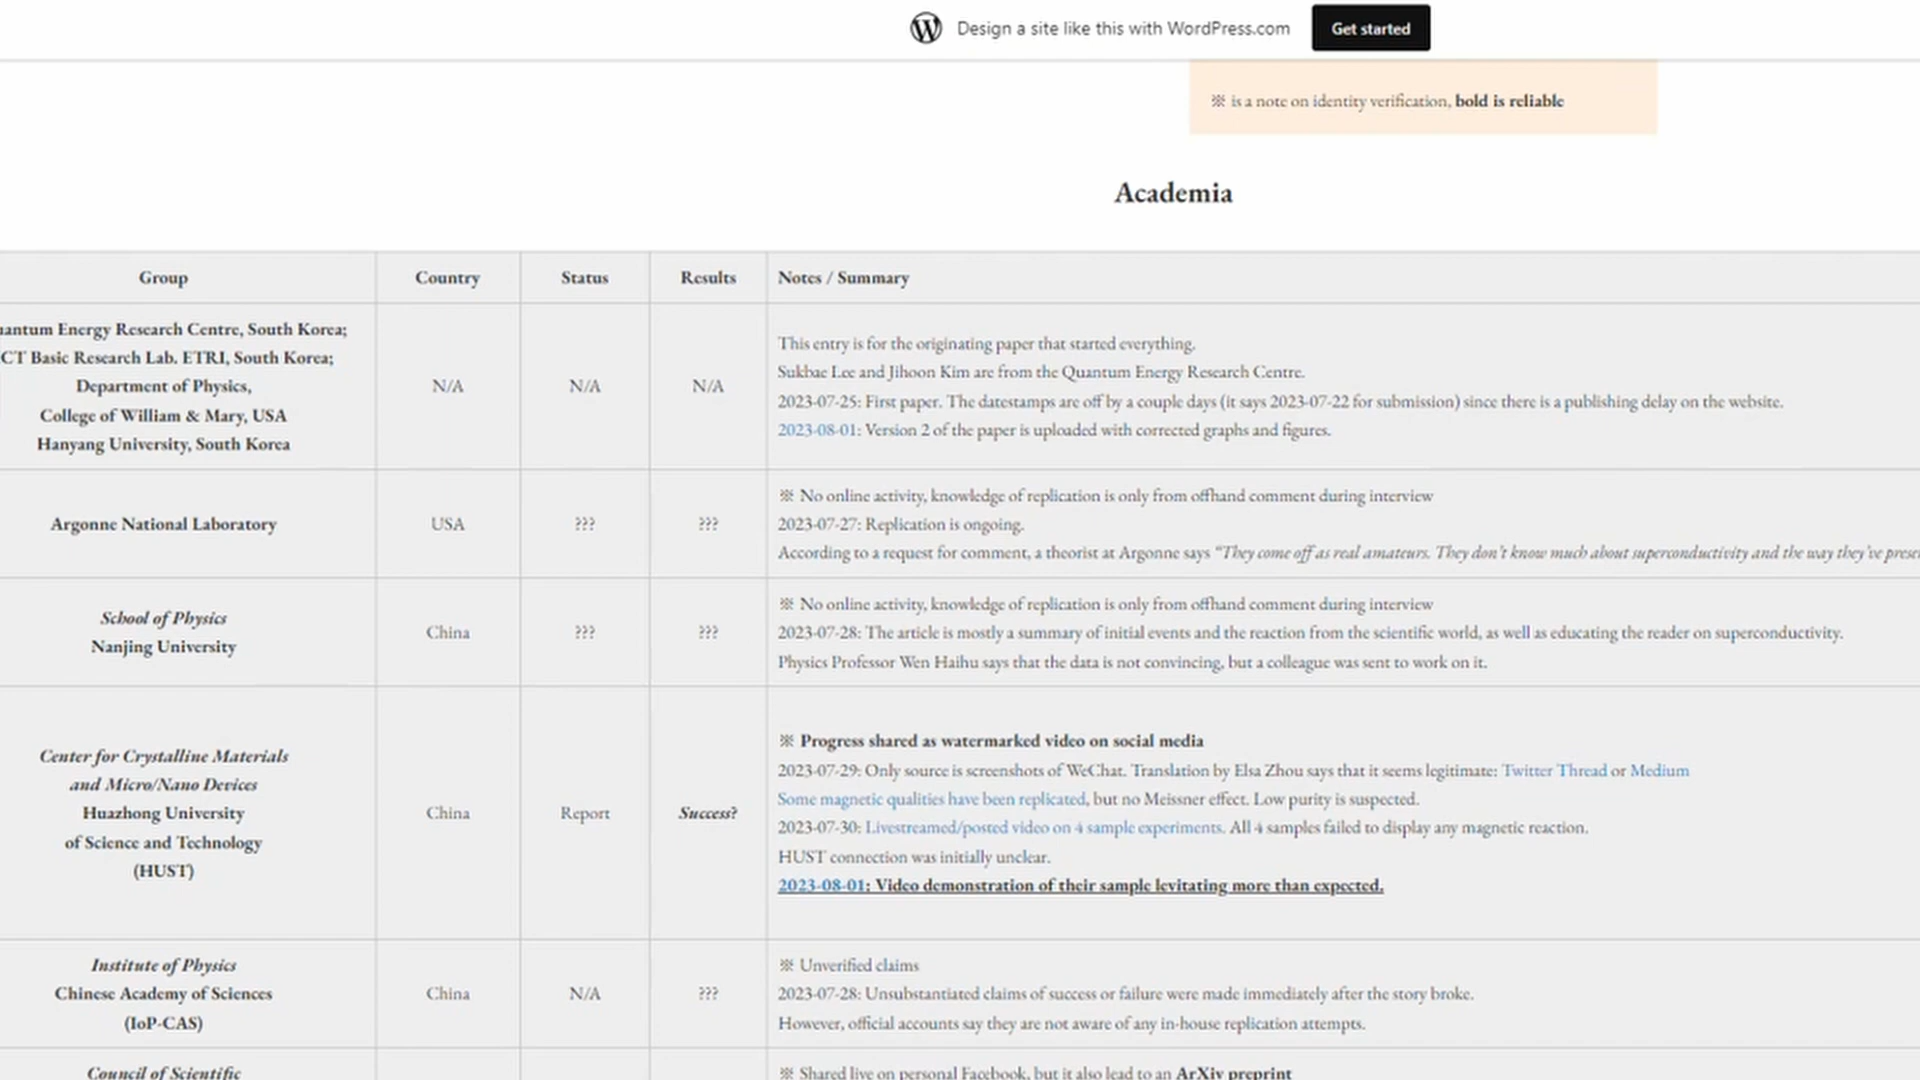 Design a site like this with WordPress.com
Get started
※ is a note on identity verification, bold is reliable
Academia
Group
Country
Status
Results
Notes / Summary
Energy Research Centre, South Korea;
CT Basic Research Lab. ETRI, South Korea;
Department of Physics,
College of William & Mary, USA
Hanyang University, South Korea
N/A
N/A
N/A
This entry is for the originating paper that started everything.
Sukbae Lee and Jihoon Kim are from the Quantum Energy Research Centre.
2023-07-25: First paper. The datestamps are off by a couple days (it says 2023-07-22 for submission) since there is a publishing delay on the website.
2023-08-01: Version 2 of the paper is uploaded with corrected graphs and figures.
Argonne National Laboratory
USA
???
???
※ No online activity, knowledge of replication is only from offhand comment during interview
2023-07-27: Replication is ongoing.
According to a request for comment, a theorist at Argonne says “They come off as real amateurs. They don’t know much about superconductivity and the way they’ve
School of Physics
Nanjing University
China
???
???
※ No online activity, knowledge of replication is only from offhand comment during interview
2023-07-28: The article is mostly a summary of initial events and the reaction from the scientific world, as well as educating the reader on superconductivity.
Physics Professor Wen Haihu says that the data is not convincing, but a colleague was sent to work on it.
Center for Crystalline Materials
and Micro/Nano Devices
Huazhong University
of Science and Technology
(HUST)
China
Report
Success?
※ Progress shared as watermarked video on social media
2023-07-29: Only source is screenshots of WeChat. Translation by Elsa Zhou says that it seems legitimate: Twitter Thread or Medium
Some magnetic qualities have been replicated, but no Meissner effect. Low purity is suspected.
2023-07-30: Livestreamed/posted video on 4 sample experiments. All 4 samples failed to display any magnetic reaction.
HUST connection was initially unclear.
2023-08-01: Video demonstration of their sample levitating more than expected.
Institute of Physics
Chinese Academy of Sciences
(IoP-CAS)
China
N/A
???
※ Unverified claims
2023-07-28: Unsubstantiated claims of success or failure were made immediately after the story broke.
However, official accounts say they are not aware of any in-house replication attempts.
Council of Scientific
※ Shared live on personal Facebook, but it also lead to an ArXiv preprint